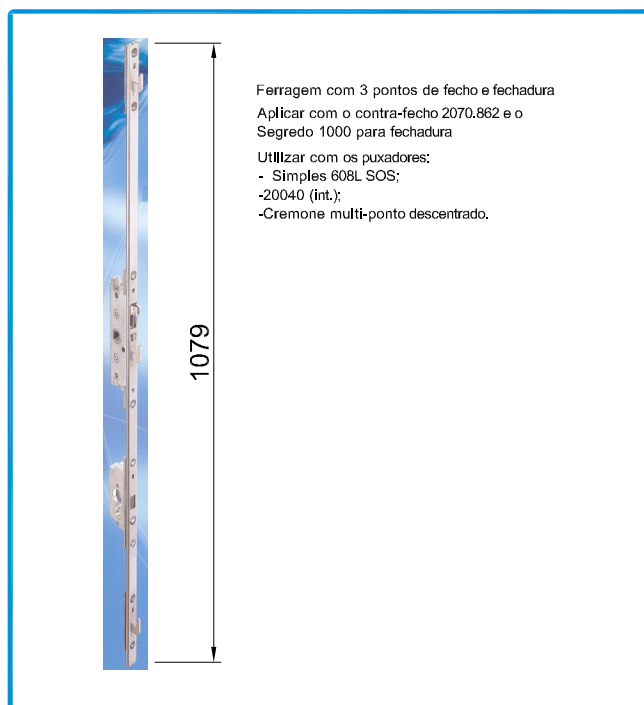 Ferragem com 3 pontos de fecho e fechadura
Aplicar com o contra-fecho 2070.862 e o
Segredo 1000 para fechadura
Utilizar com os puxadores:
- Simples 608L SOS;
-20040 (int.);
-Cremone multi-ponto descentrado.
1079